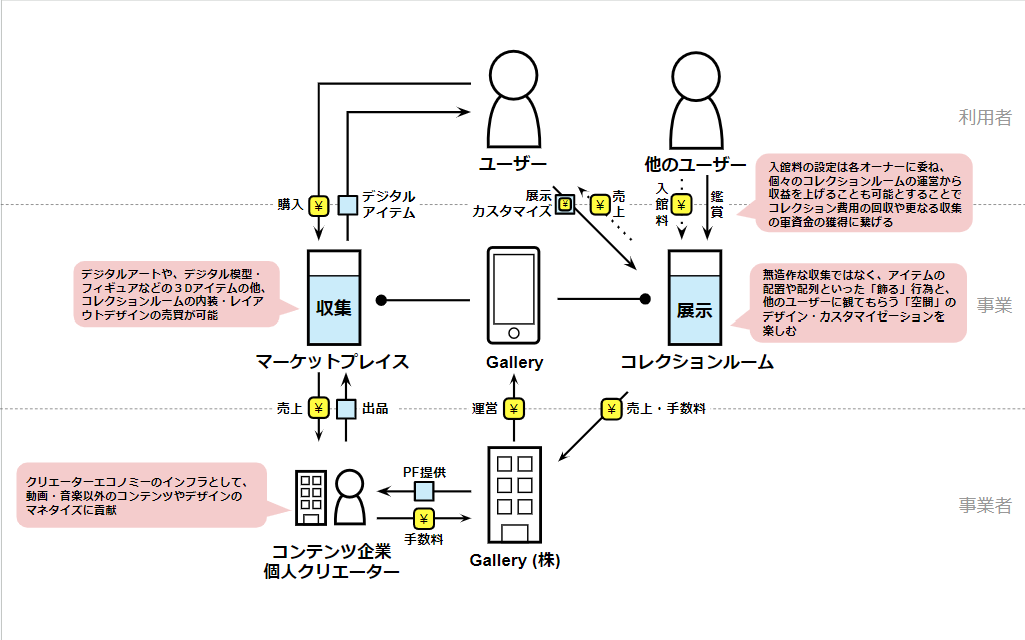 利用者
ユーザー
他のユーザー
入館料の設定は各オーナーに委ね、
個々のコレクションルームの運営から
収益を上げることも可能とすることで
コレクション費用の回収や更なる収集
の軍資金の獲得に繋げる
購入
¥
デジタル
アイテム
展示
カスタマイズ
¥
¥
売上
入館料
¥
鑑賞
デジタルアートや、デジタル模型・
フィギュアなどの３Dアイテムの他、
コレクションルームの内装・レイア
ウトデザインの売買が可能
収集
マーケットプレイス
Gallery
展示
コレクションルーム
無造作な収集ではなく、アイテムの
配置や配列といった「飾る」行為と、
他のユーザーに観てもらう「空間」の
デザイン・カスタマイゼーションを
楽しむ
事業
売上
¥
出品
運営
¥
¥
売上・手数料
クリエーターエコノミーのインフラとして、
動画・音楽以外のコンテンツやデザインの
マネタイズに貢献
PF提供
¥
手数料
コンテンツ企業
個人クリエーター
Gallery (株)
事業者